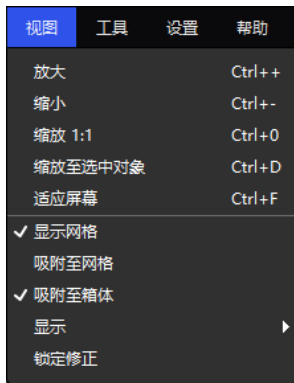 视图 工具 设置 帮助
放大 Ctrl++
缩小 Ctrl+-
缩放 1:1 Ctrl+0
缩放至选中对象 Ctrl+D
适应屏幕 Ctrl+F
显示网格
吸附至网格
吸附至箱体
显示
锁定修正